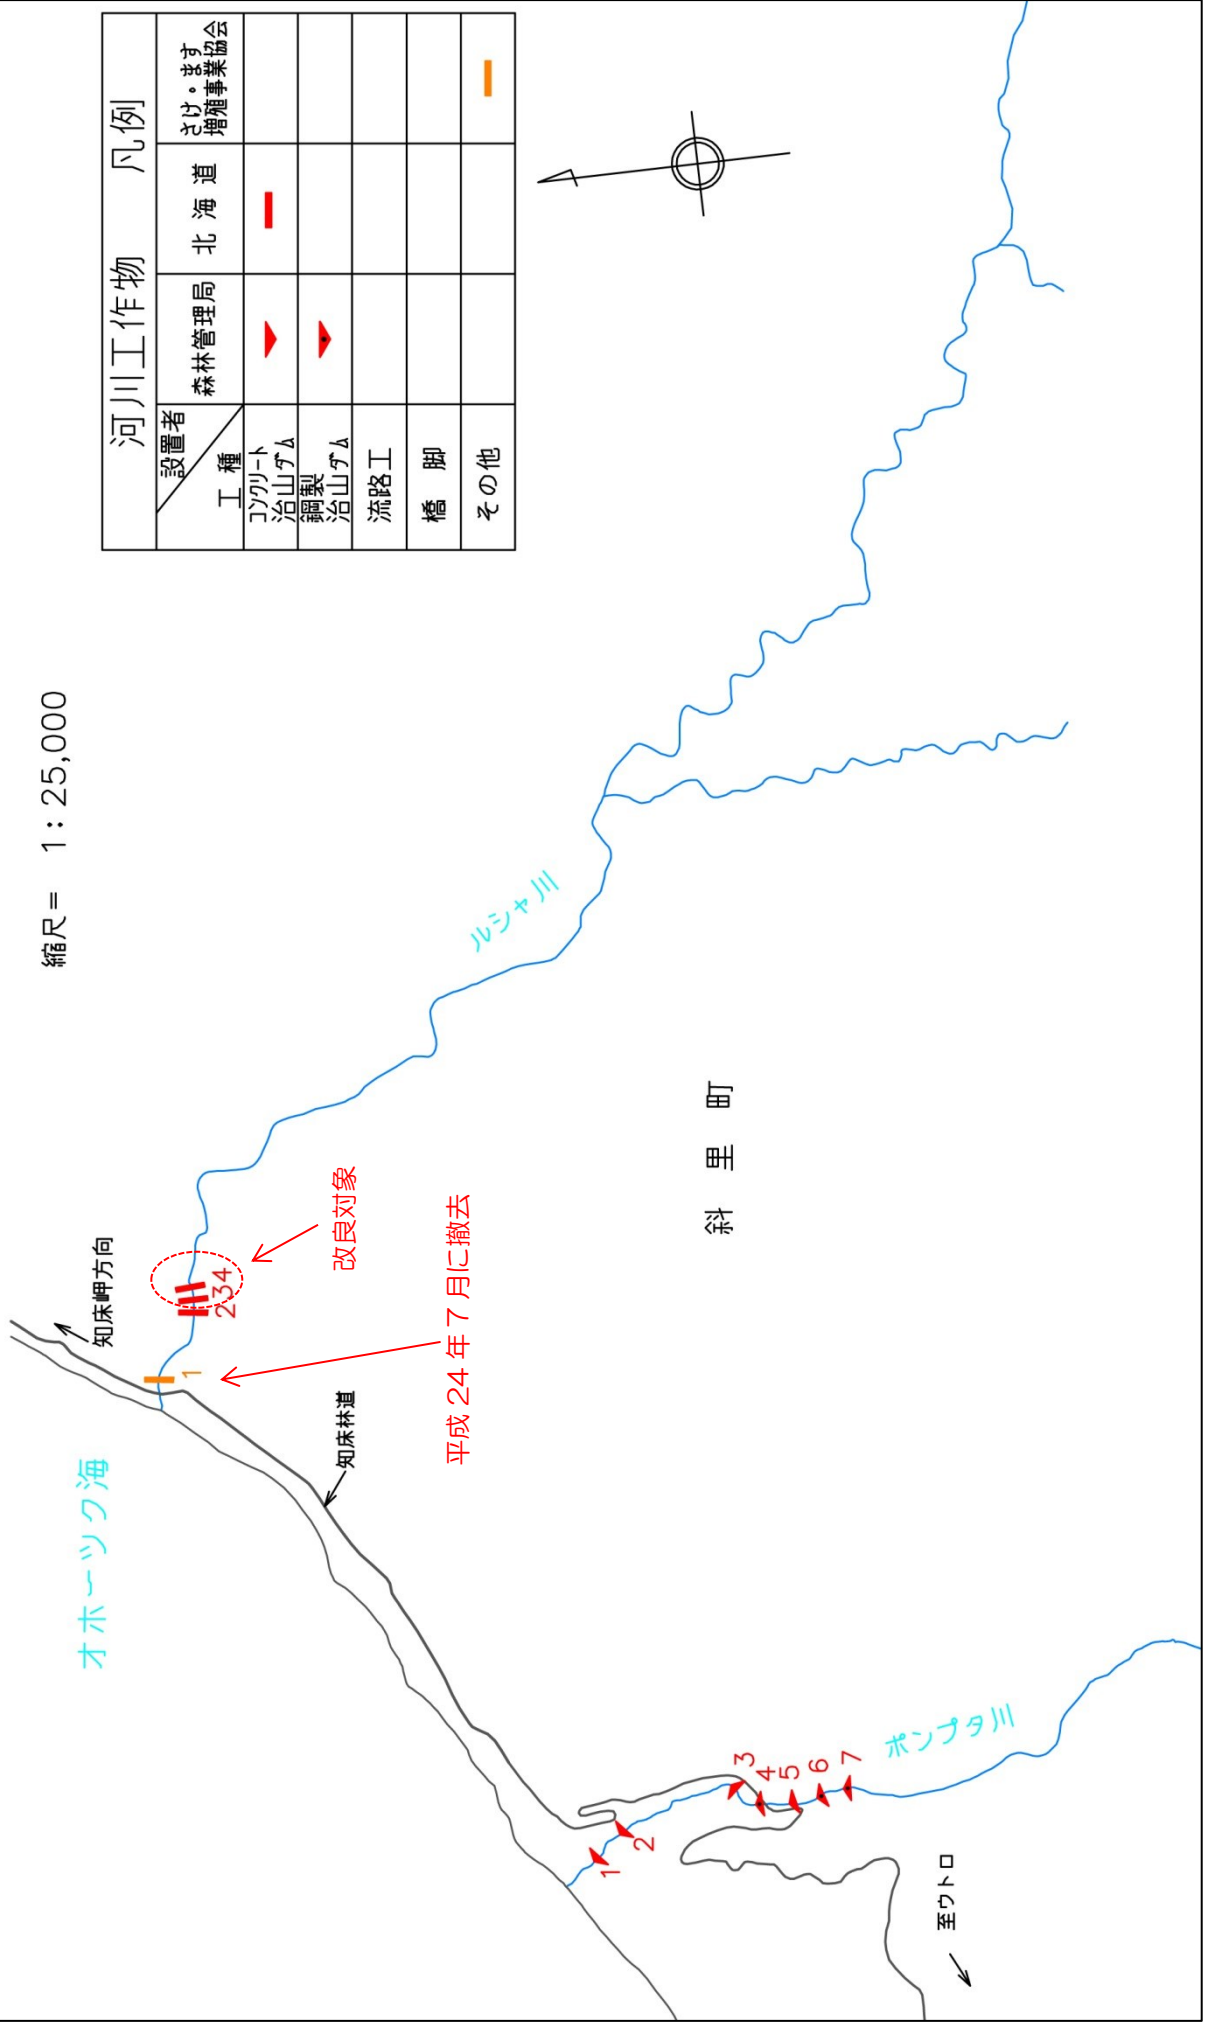 縮尺＝ 1：25,000
河川工作物 凡例
設置者
工種
森林管理局
北海道
さけ・ます
増殖事業協会
コンクリート
治山ダム
鋼製
治山ダム
流路工
橋脚
その他
オホーツク海
知床岬方向
1
234
改良対象
平成24年7月に撤去
知床林道
ルシャ川
斜里町
1
2
3
4
5
6
7
ポンプタ川
至ウトロ